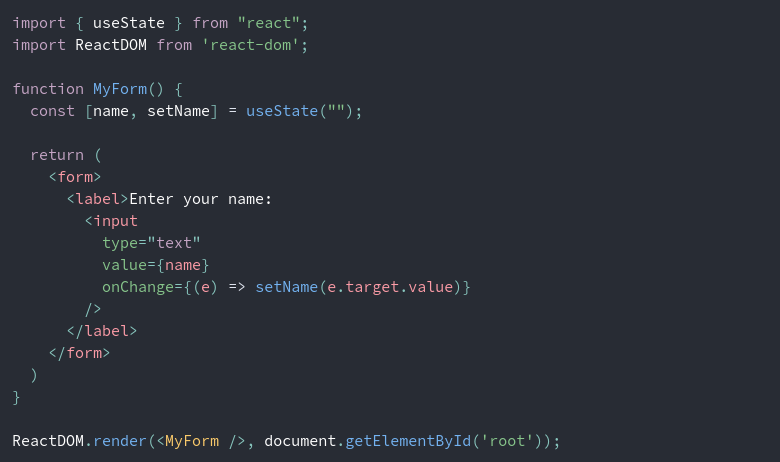 import { useState } from "react";
import ReactDOM from 'react-dom';

function MyForm() {
  const [name, setName] = useState("");

  return (
    <form>
      <label>Enter your name:
        <input
          type="text"
          value={name}
          onChange={(e) => setName(e.target.value)}
        />
      </label>
    </form>
  )
}

ReactDOM.render(<MyForm />, document.getElementById('root'));